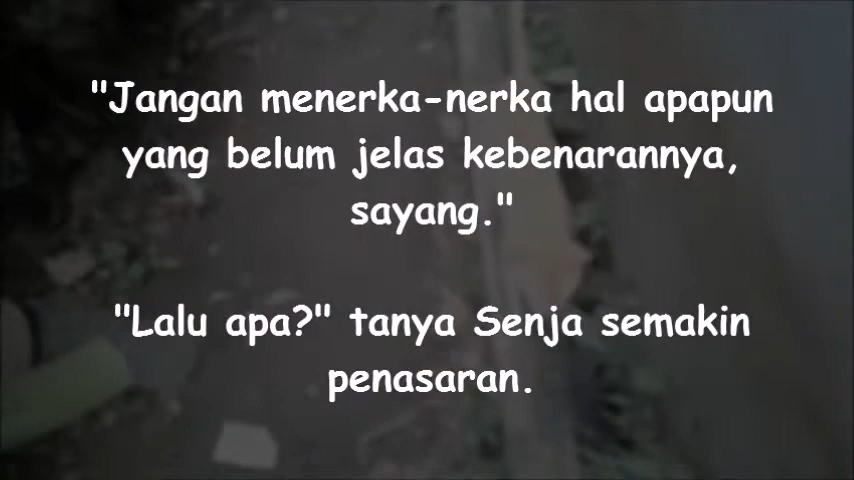 "Jangan menerka-nerka hal apapun
yang belum jelas kebenarannya,
sayang."
"Lalu apa?" tanya Senja semakin
penasaran.